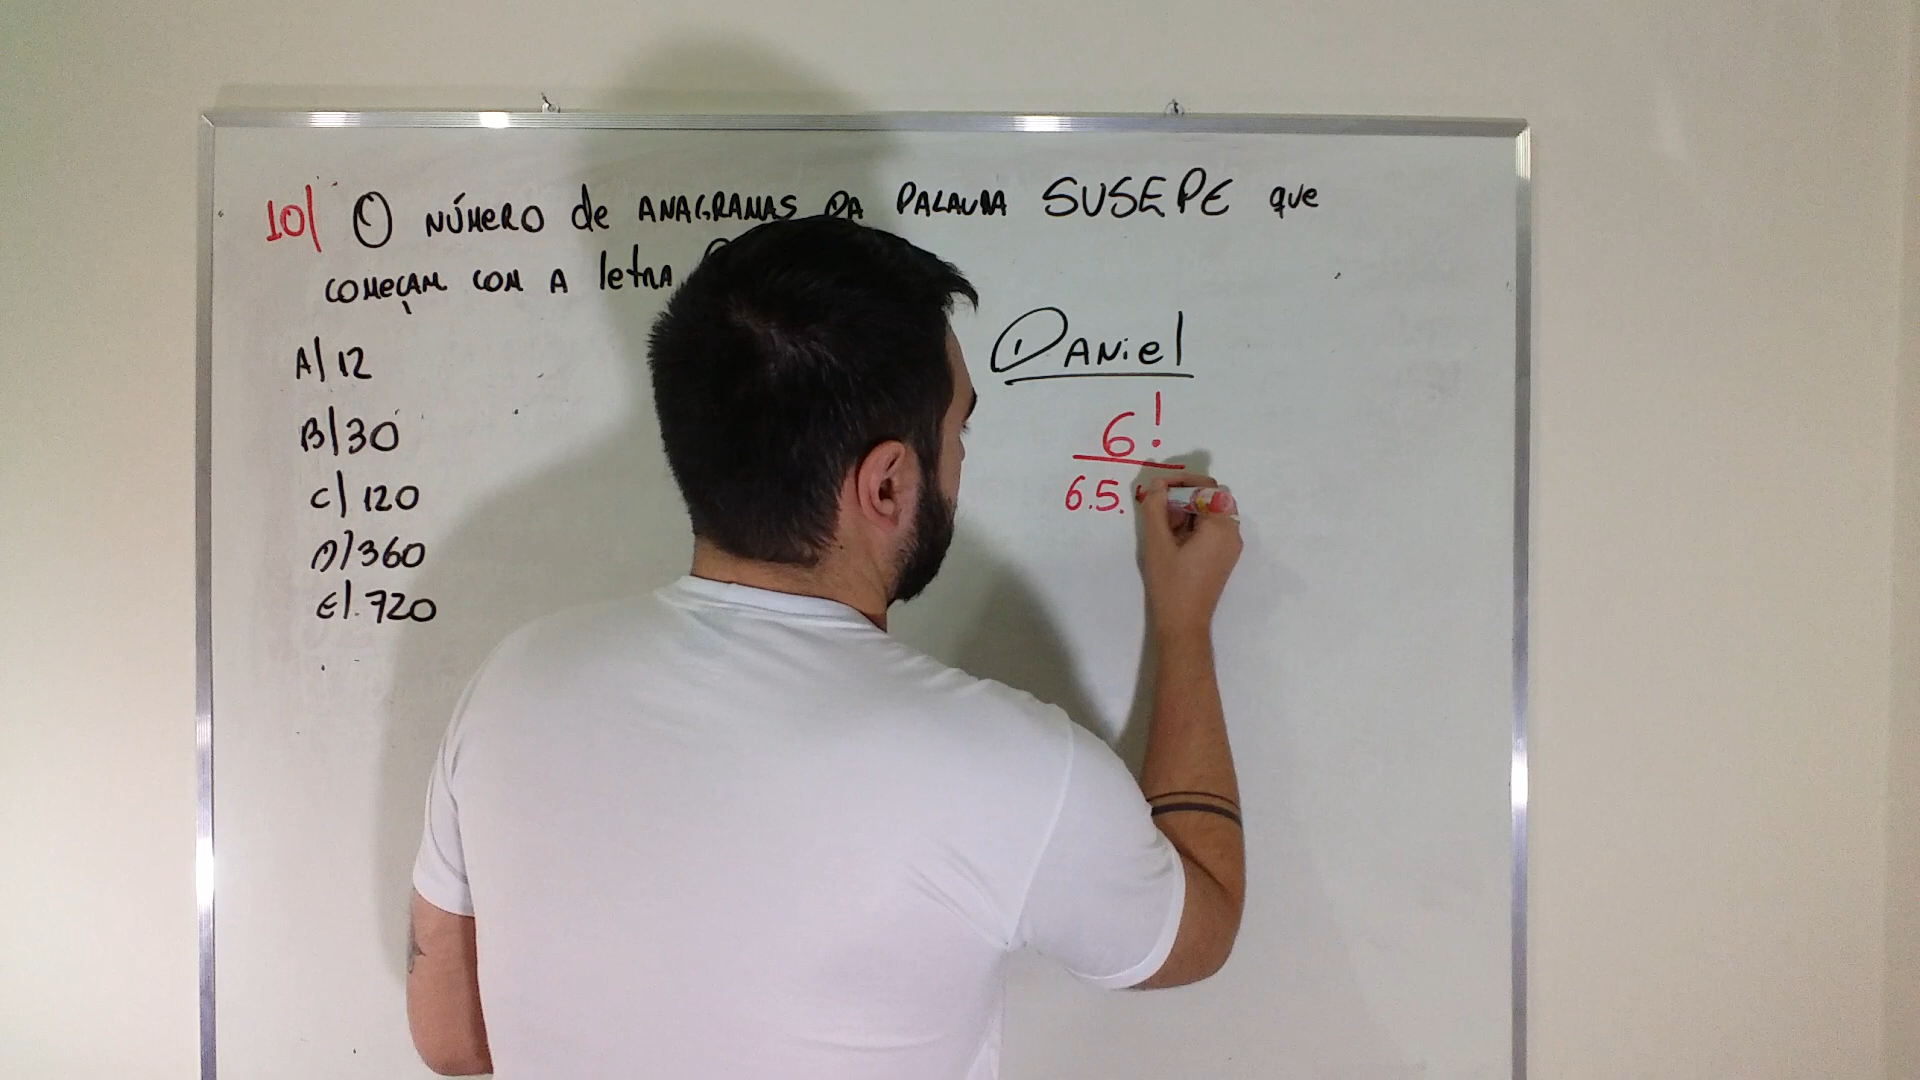 10| O NÚMERO de ANAGRAMAS DA PALAVRA SUSEPE que
COMEÇAM COM A letRA
A| 12
B| 30
C| 120
D| 360
E|. 720
DANiel
6!
6.5.